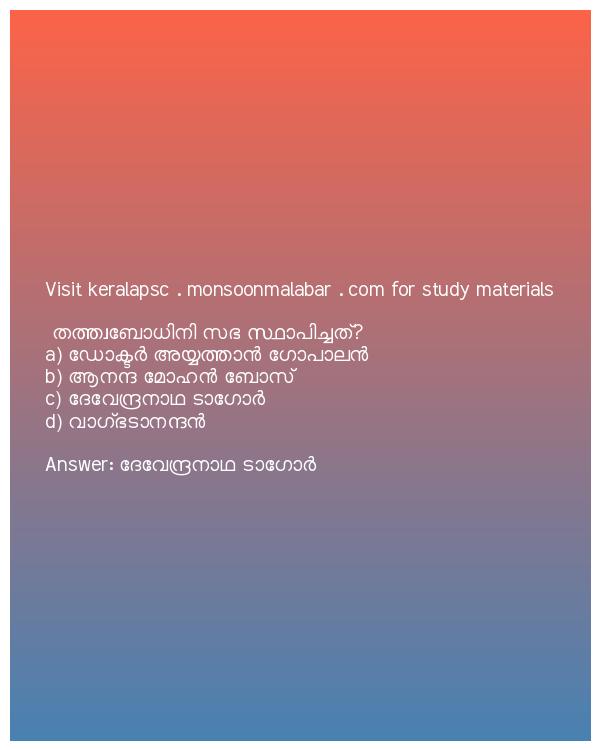 Visit keralapsc . monsoonmalabar . com for study materials
തത്ത്വബോധിനി സഭ സ്ഥാപിച്ചത്?
a) ഡോക്ടർ അയ്യത്താൻ ഗോപാലൻ
b) ആനന്ദ മോഹൻ ബോസ്
c) ദേവേന്ദ്രനാഥ ടാഗോർ
d) വാഗ്ഭടാനന്ദൻ
Answer: ദേവേന്ദ്രനാഥ ടാഗോർ